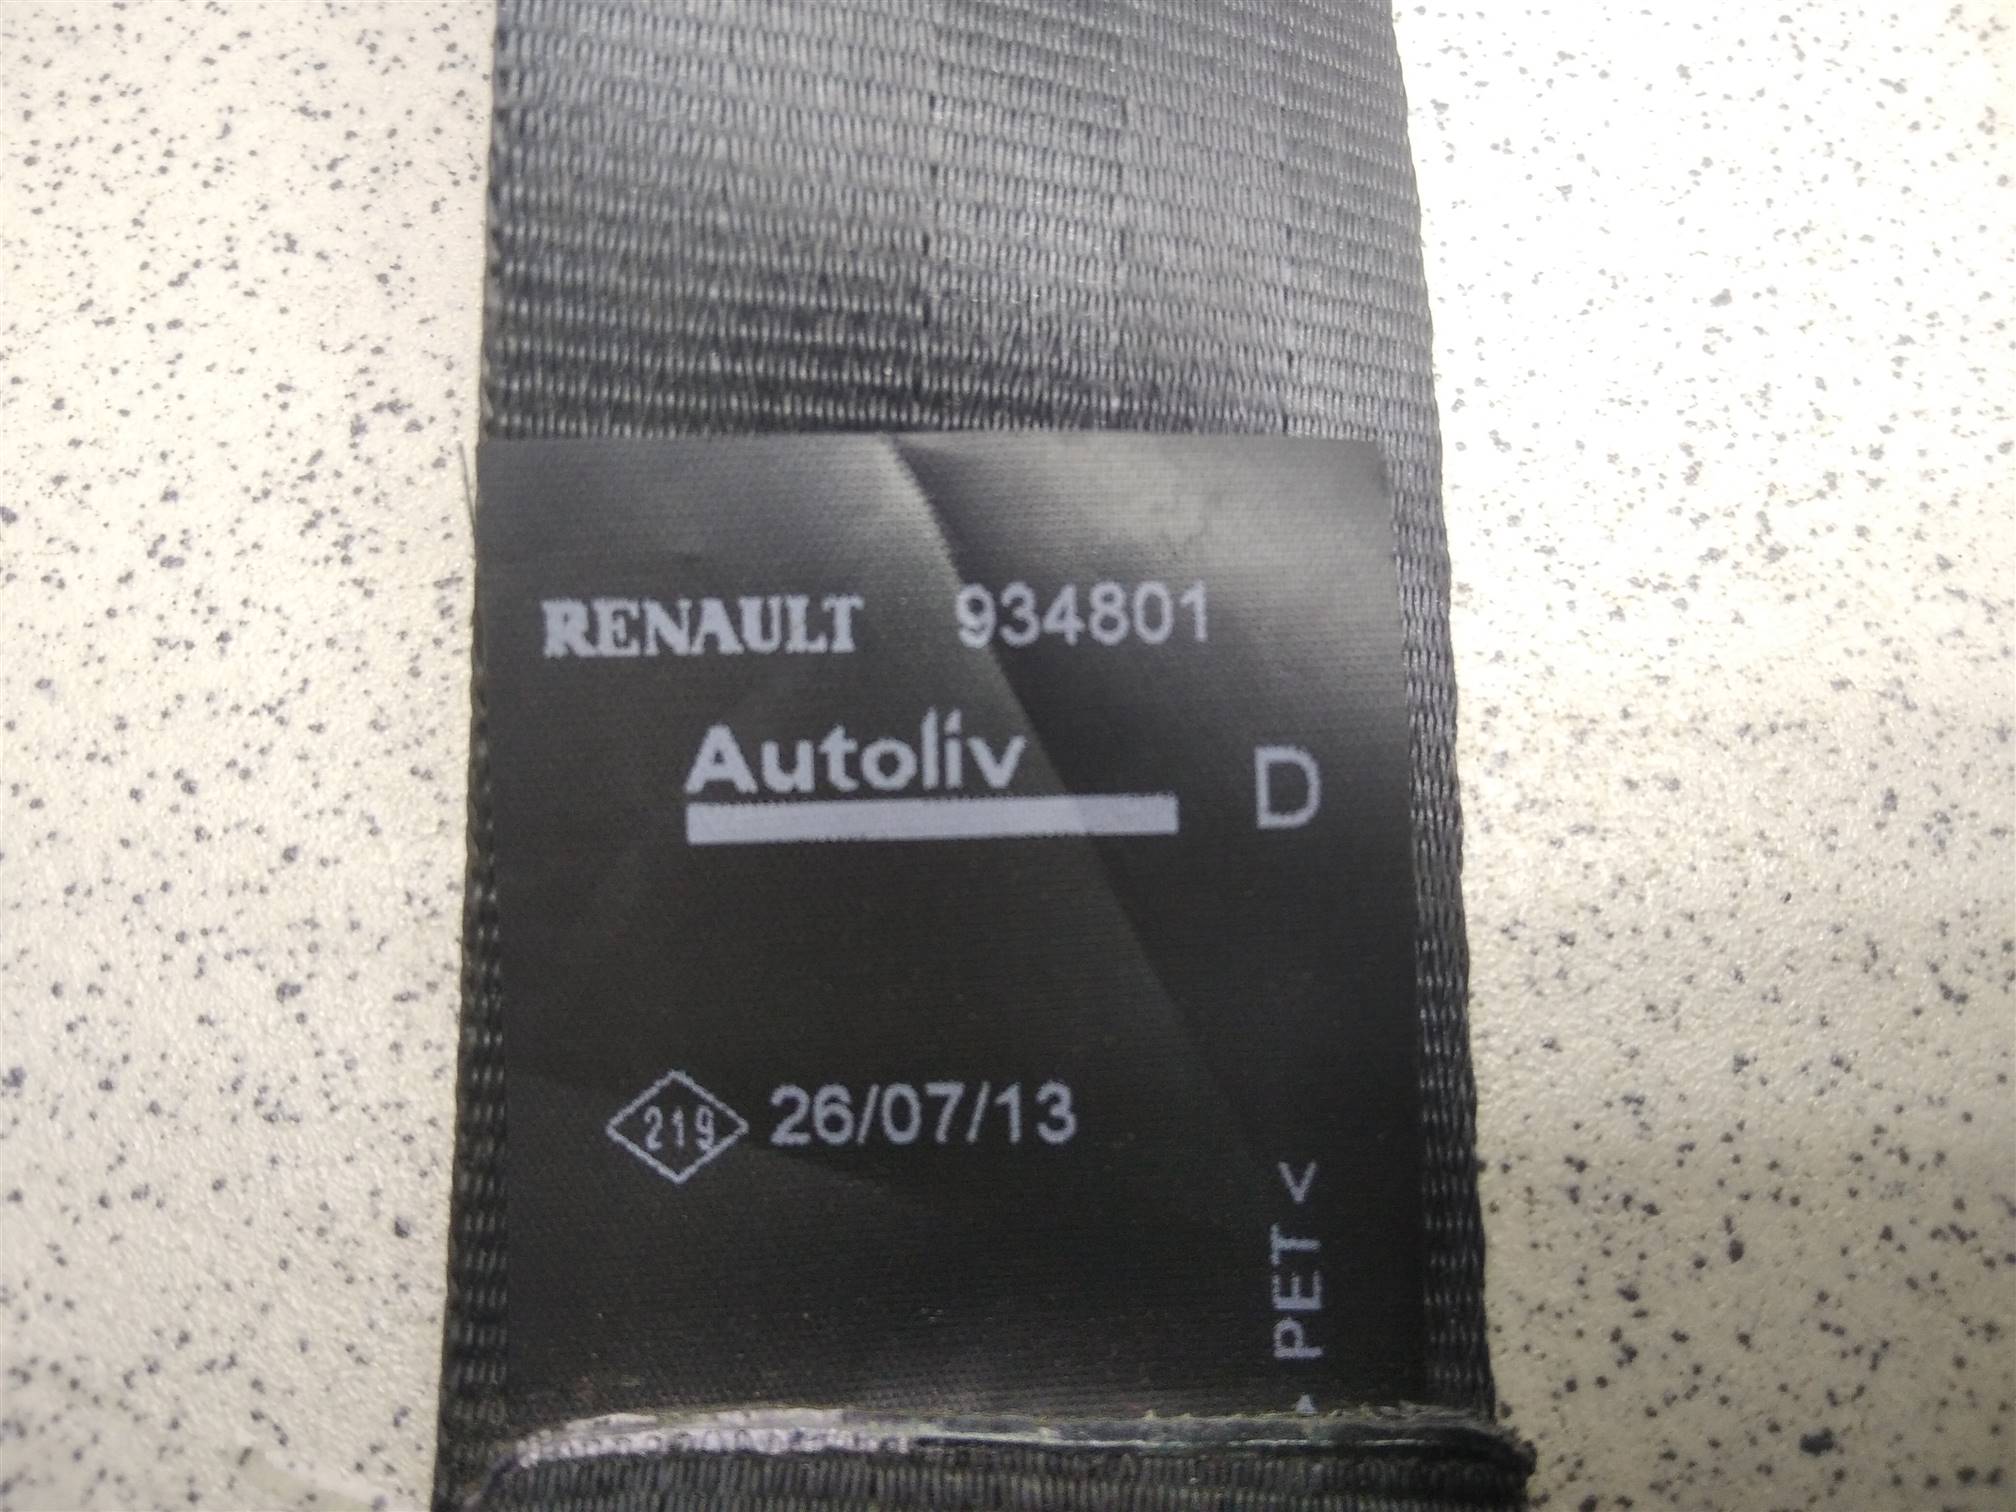 RENAULT 934801
Autoliv D
219 26/07/13
PET <